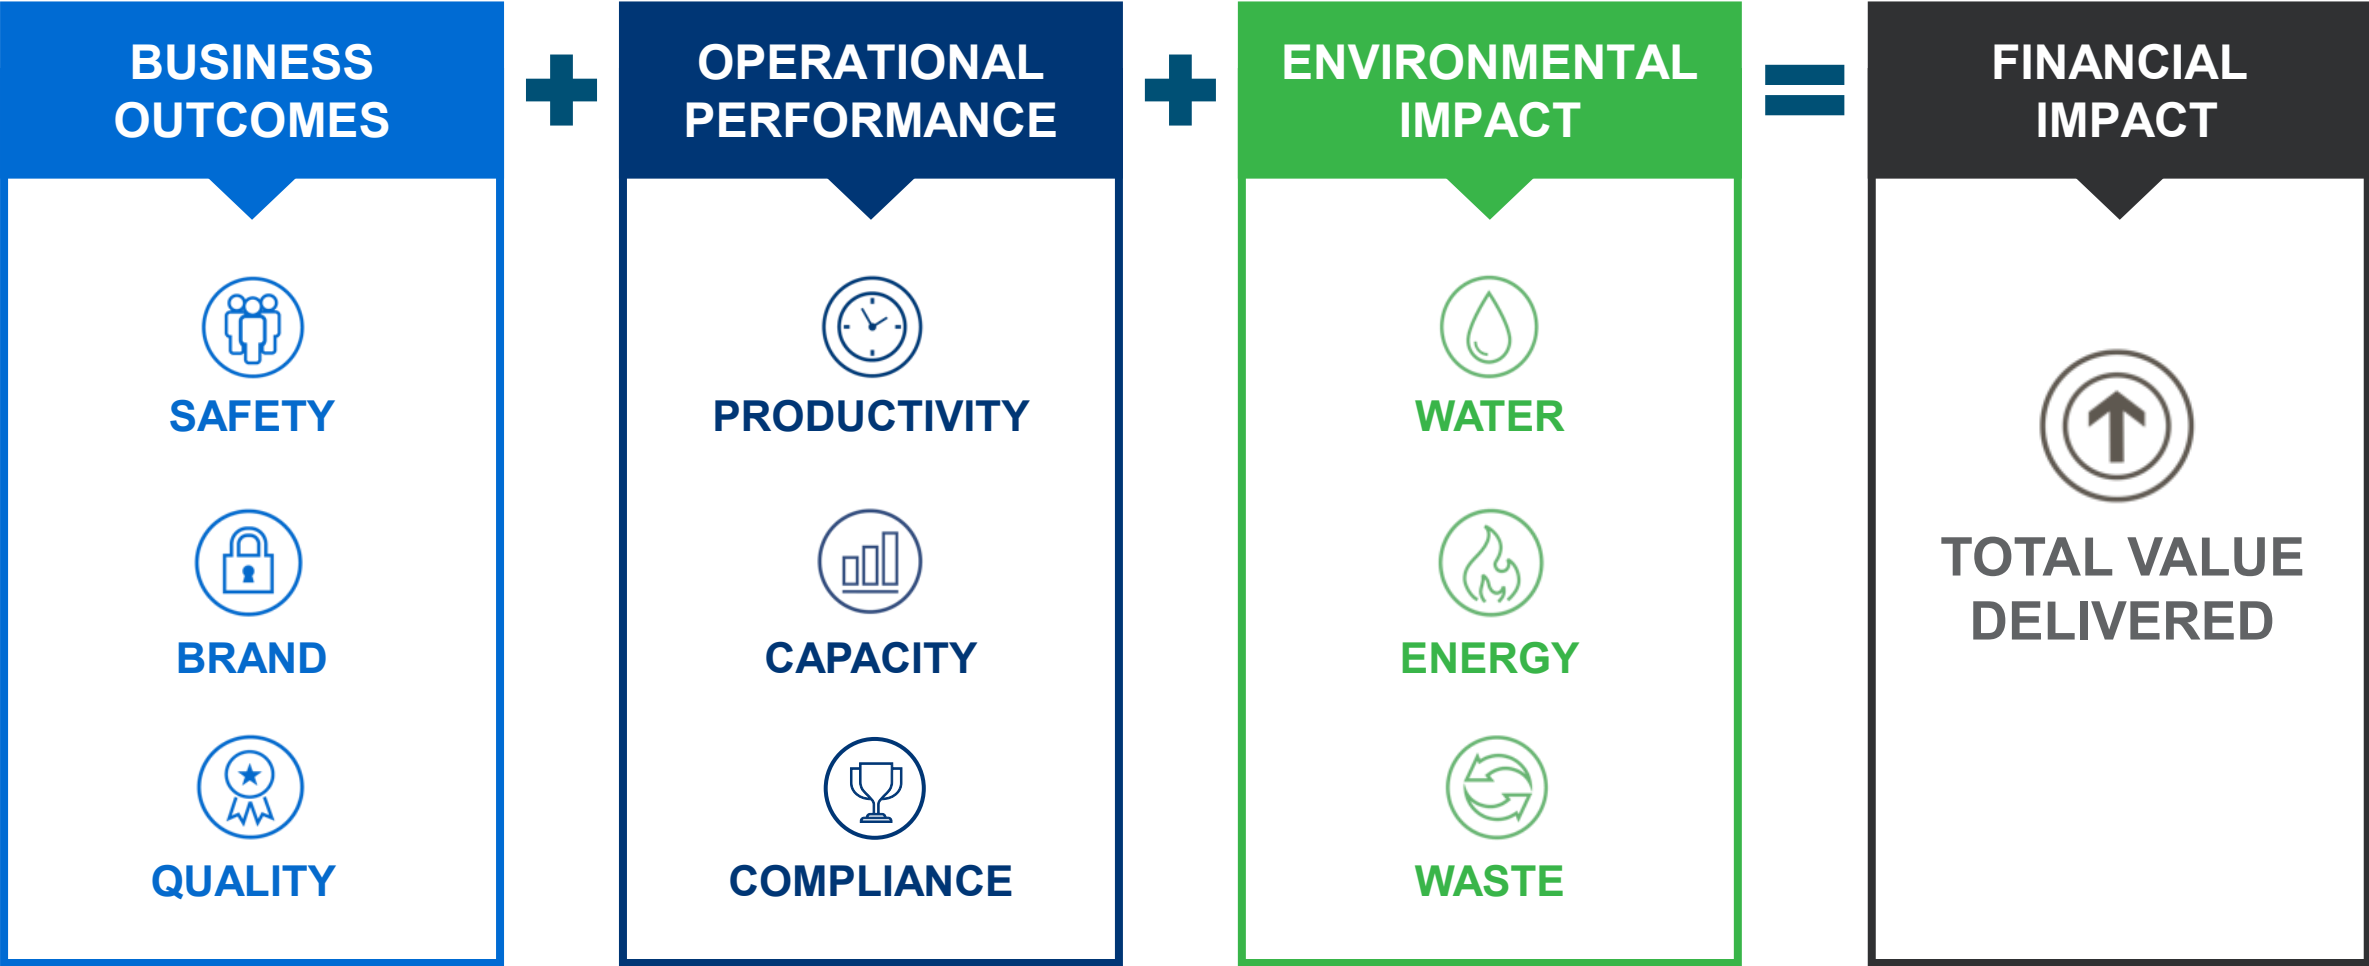 BUSINESS
OUTCOMES
SAFETY
BRAND
QUALITY
+
OPERATIONAL
PERFORMANCE
PRODUCTIVITY
CAPACITY
COMPLIANCE
+
ENVIRONMENTAL
IMPACT
WATER
ENERGY
WASTE
=
FINANCIAL
IMPACT
TOTAL VALUE
DELIVERED